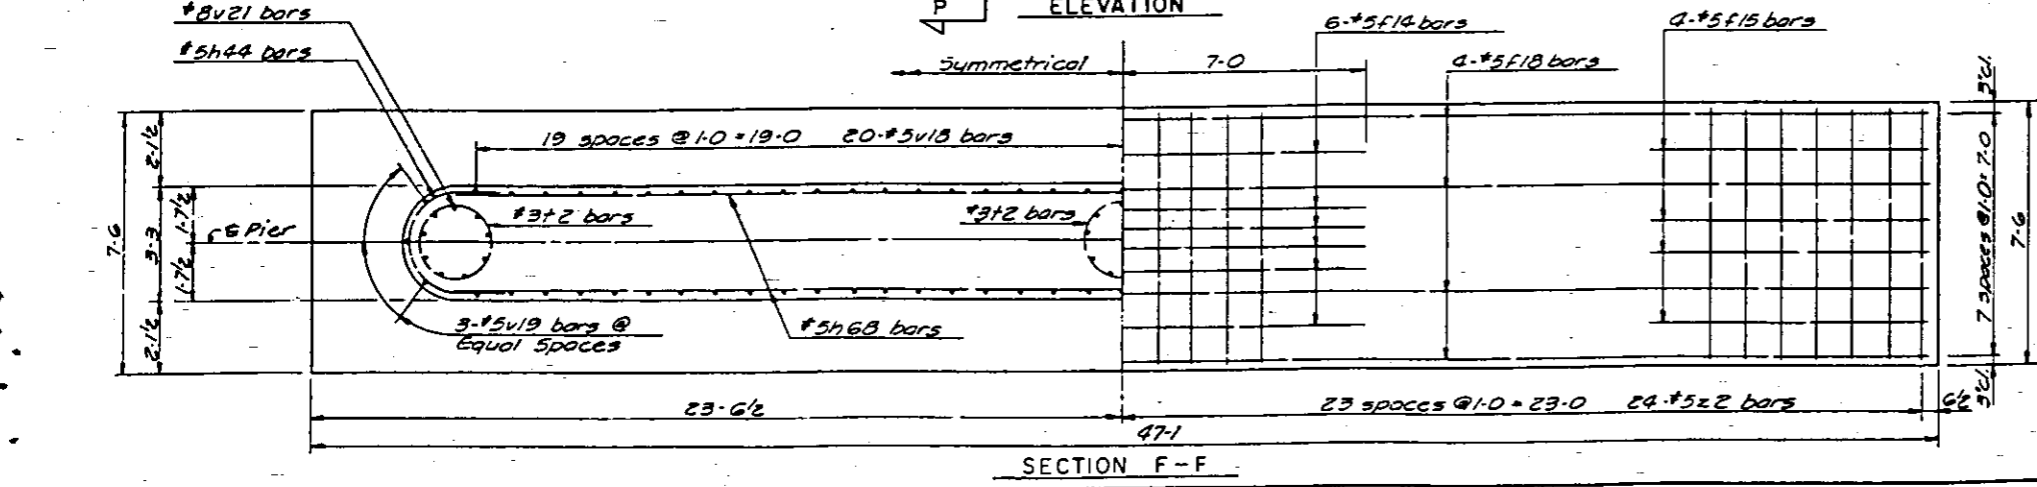 #8v21 bars
P
ELEVATION
6-#5f14 bars
4-#5f15 bars
#5h44 bars
Symmetrical
7-0
4-#5f18 bars
3"cl.
19 spaces @ 1-0 = 19-0 20-#5v18 bars
2-1½
7-6
3-3
1-7½
1-7½
2-1½
℄ Pier
#3t2 bars
#3t2 bars
7 spaces @ 1-0 = 7-0
7-6
3-#5v19 bars @
Equal Spaces
#5h68 bars
3"cl.
23-6½
23 spaces @ 1-0 = 23-0 24-#5z2 bars
6½
47-1
SECTION F-F